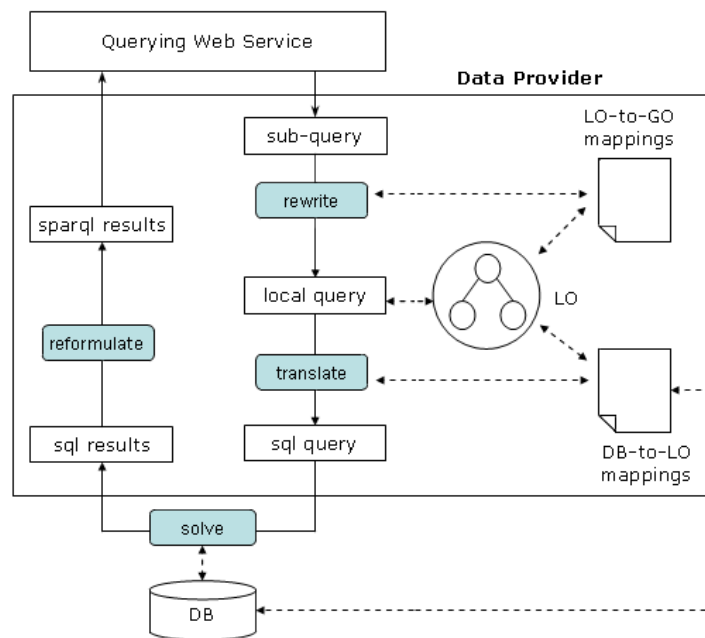 Querying Web Service
Data Provider
sub-query
LO-to-GO
mappings
rewrite
sparql results
local query
LO
reformulate
translate
sql results
sql query
DB-to-LO
mappings
solve
DB